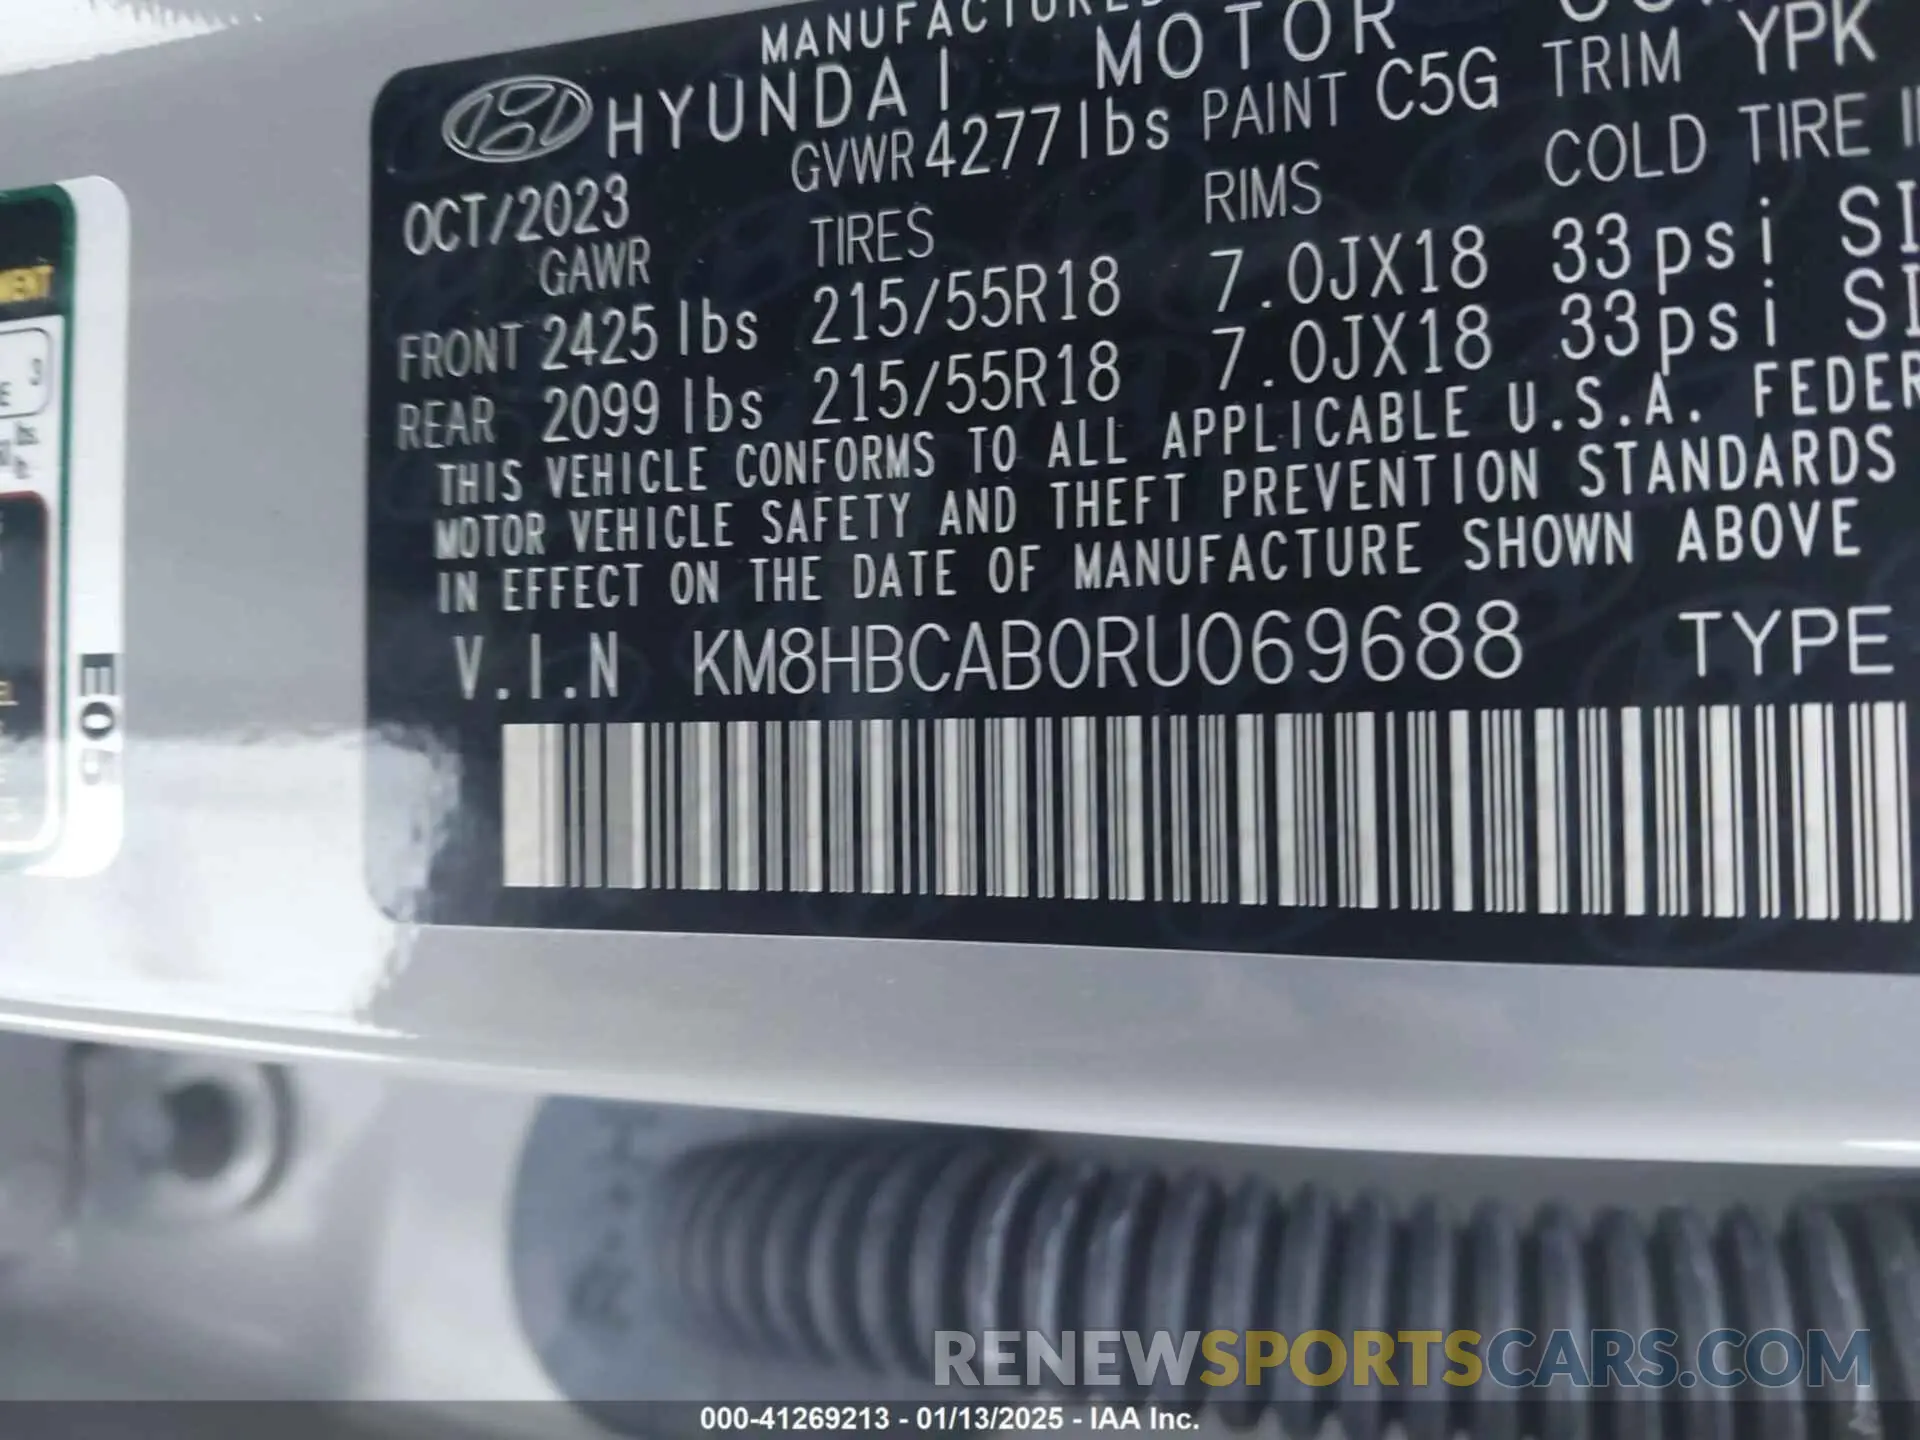 MANUFACTURED
HYUNDAI MOTOR
OCT/2023 GVWR 4277lbs PAINT C5G TRIM YPK
GAWR TIRES RIMS COLD TIRE
FRONT 2425 lbs 215/55R18 7.0JX18 33psi
REAR 2099 lbs 215/55R18 7.0JX18 33psi
THIS VEHICLE CONFORMS TO ALL APPLICABLE U.S.A. FEDER
MOTOR VEHICLE SAFETY AND THEFT PREVENTION STANDARDS
IN EFFECT ON THE DATE OF MANUFACTURE SHOWN ABOVE
V.I.N KM8HBCAB0RU069688 TYPE
RENEWSPORTSCARS.COM
000-41269213 - 01/13/2025 - IAA Inc.